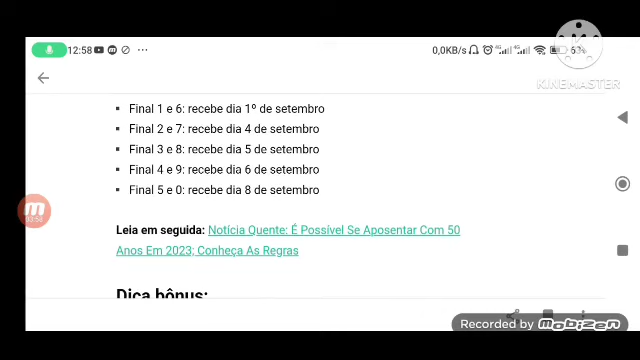 12:58
0,0KB/s
KINEMASTER
Final 1 e 6: recebe dia 1º de setembro
Final 2 e 7: recebe dia 4 de setembro
Final 3 e 8: recebe dia 5 de setembro
Final 4 e 9: recebe dia 6 de setembro
Final 5 e 0: recebe dia 8 de setembro
Leia em seguida: Notícia Quente: É Possível Se Aposentar Com 50
Anos Em 2023; Conheça As Regras
Dica bônus:
Recorded by Mobizen